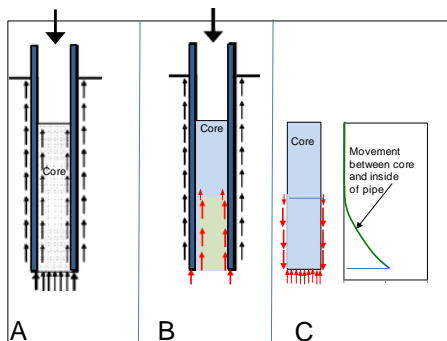 Core
A
Core
B
Core
Movement
between core
and inside
of pipe
C